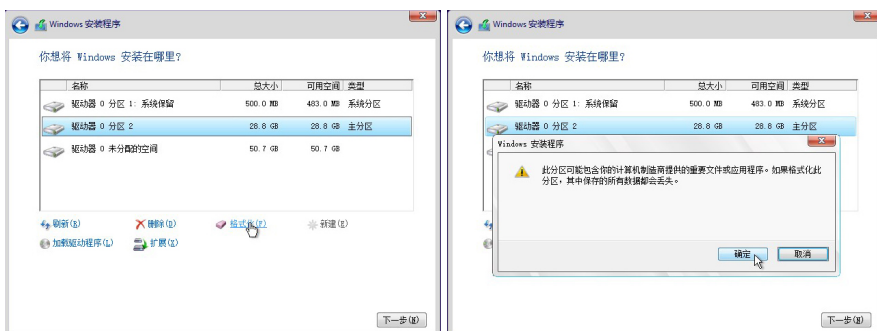 Windows 安装程序
你想将 Windows 安装在哪里?
名称 总大小 可用空间 类型
驱动器 0 分区 1: 系统保留 500.0 MB 483.0 MB 系统分区
驱动器 0 分区 2 28.8 GB 28.8 GB 主分区
驱动器 0 未分配的空间 50.7 GB 50.7 GB
刷新(R) 删除(D) 格式化(F) 新建(E)
加载驱动程序(L) 扩展(X)
下一步(N)
Windows 安装程序
你想将 Windows 安装在哪里?
名称 总大小 可用空间 类型
驱动器 0 分区 1: 系统保留 500.0 MB 483.0 MB 系统分区
驱动器 0 分区 2 28.8 GB 28.8 GB 主分区
Windows 安装程序
此分区可能包含你的计算机制造商提供的重要文件或应用程序。如果格式化此
分区，其中保存的所有数据都会丢失。
确定 取消
下一步(N)